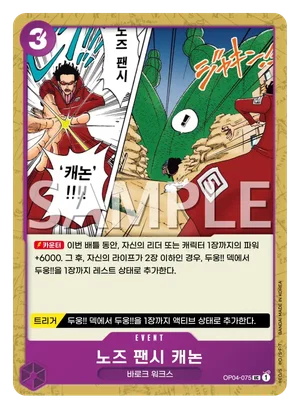 3
노즈 팬시
'캐논'
!!!
SAMPLE
카운터 이번 배틀 동안, 자신의 리더 또는 캐릭터 1장까지의 파워
+6000. 그 후, 자신의 라이프가 2장 이하인 경우, 두웅!! 덱에서
두웅!!을 1장까지 레스트 상태로 추가한다.
트리거 두웅!! 덱에서 두웅!!을 1장까지 액티브 상태로 추가한다.
EVENT
노즈 팬시 캐논
바로크 워크스
OP04-075 UC 1